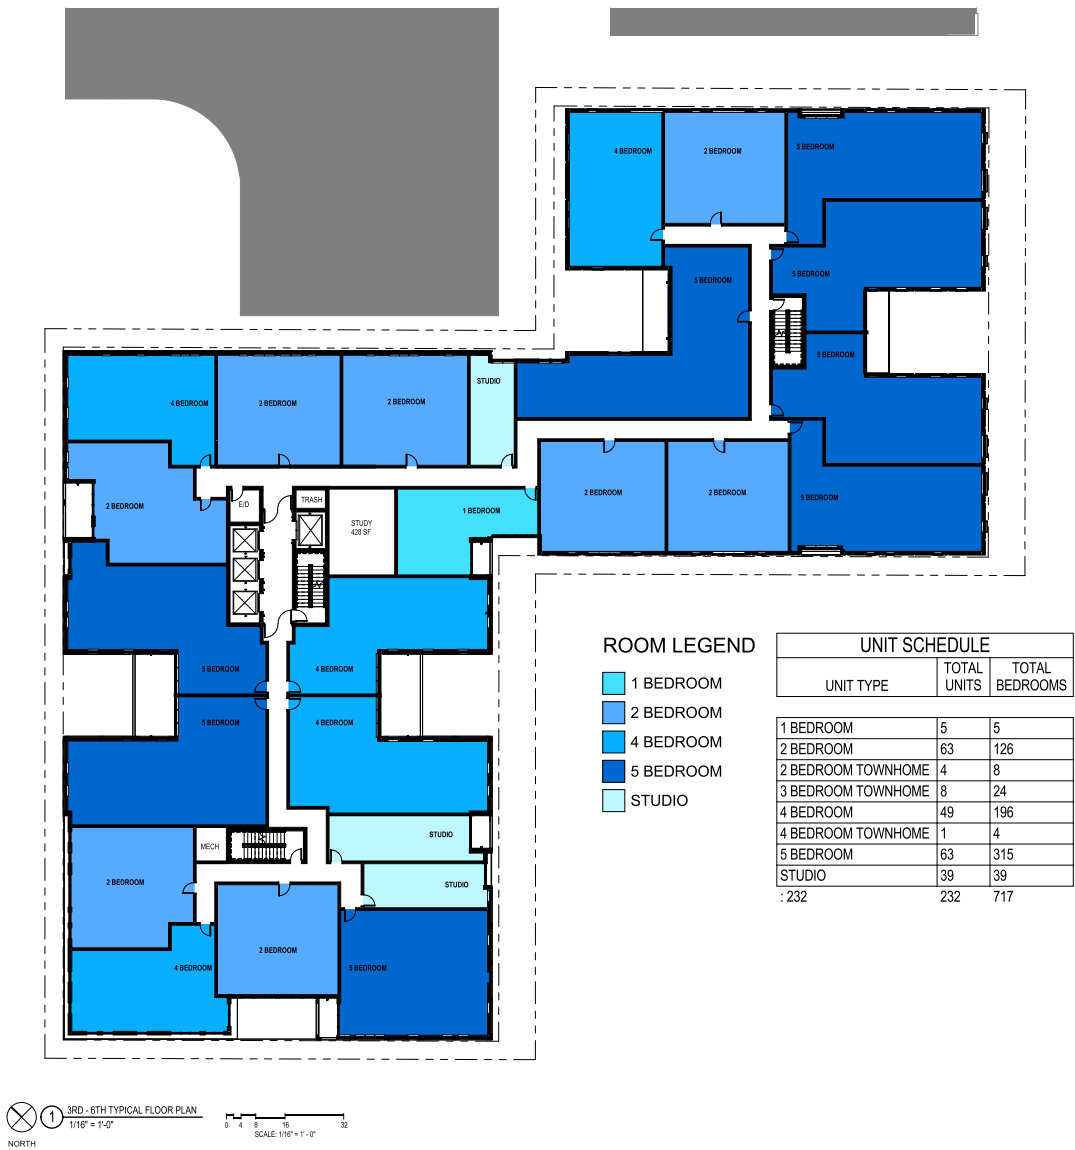 4 BEDROOM
2 BEDROOM
5 BEDROOM
5 BEDROOM
5 BEDROOM
5 BEDROOM
STUDIO
4 BEDROOM
2 BEDROOM
2 BEDROOM
2 BEDROOM
2 BEDROOM
5 BEDROOM
2 BEDROOM
E/D
TRASH
STUDY
428 SF
1 BEDROOM
5 BEDROOM
4 BEDROOM
5 BEDROOM
4 BEDROOM
MECH
STUDIO
2 BEDROOM
STUDIO
2 BEDROOM
4 BEDROOM
5 BEDROOM
ROOM LEGEND
1 BEDROOM
2 BEDROOM
4 BEDROOM
5 BEDROOM
STUDIO
UNIT SCHEDULE
UNIT TYPE TOTAL UNITS TOTAL BEDROOMS
1 BEDROOM 5 5
2 BEDROOM 63 126
2 BEDROOM TOWNHOME 4 8
3 BEDROOM TOWNHOME 8 24
4 BEDROOM 49 196
4 BEDROOM TOWNHOME 1 4
5 BEDROOM 63 315
STUDIO 39 39
: 232 232 717
NORTH
1
3RD - 6TH TYPICAL FLOOR PLAN
1/16" = 1'-0"
0 4 8 16 32
SCALE: 1/16" = 1' - 0"